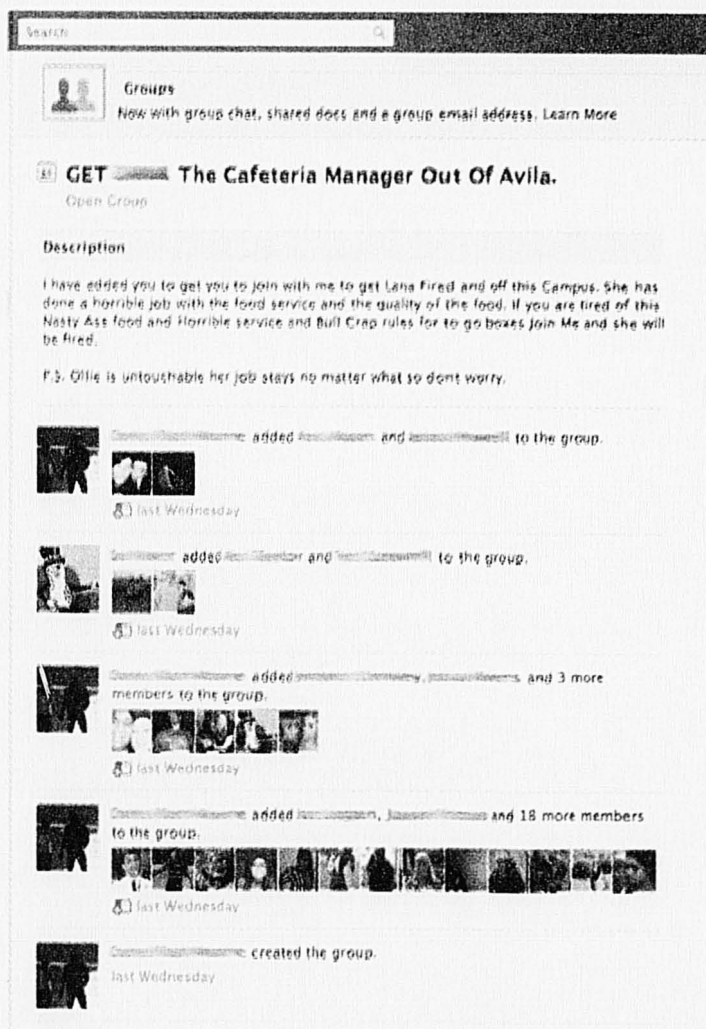 Search
Groups
Now with group chat, shared docs and a group email address. Learn More
GET The Cafeteria Manager Out Of Avila.
Open Group
Description
I have added you to get you to join with me to get Lana Fired and off this Campus. She has
done a horrible job with the food service and the quality of the food. If you are tired of this
Nasty Ass food and Horrible service and Bull Crap rules for to go boxes Join Me and she will
be fired.
P.S. Ollie is untouchable her job stays no matter what so dont worry.
added and to the group.
last Wednesday
added and to the group.
last Wednesday
added , and 3 more
members to the group.
last Wednesday
added , and 18 more members
to the group.
last Wednesday
created the group.
last Wednesday